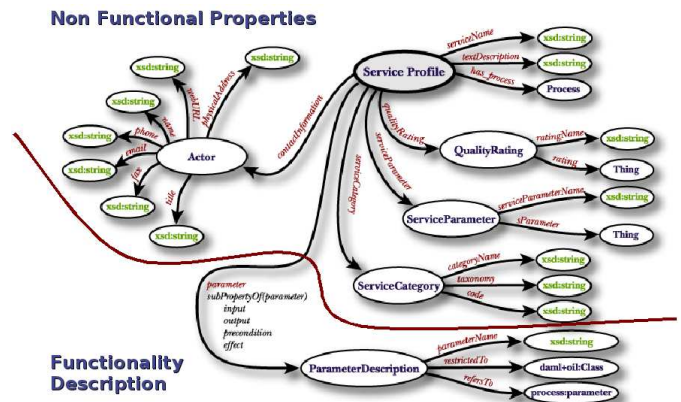 Non Functional Properties
serviceName
xsd:string
textDescription
xsd:string
has_process
Process
Service Profile
xsd:string
physicalAddress
xsd:string
webURL
xsd:string
name
xsd:string
phone
xsd:string
email
xsd:string
fax
xsd:string
title
Actor
contactInformation
qualityRating
QualityRating
ratingName
xsd:string
rating
Thing
serviceParameter
ServiceParameter
serviceParameterName
xsd:string
sParameter
Thing
serviceCategory
ServiceCategory
categoryName
xsd:string
taxonomy
xsd:string
code
xsd:string
parameter
subPropertyOf(parameter)
input
output
precondition
effect
ParameterDescription
parameterName
xsd:string
restrictedTo
daml+oil:Class
refersTo
process:parameter
Functionality
Description